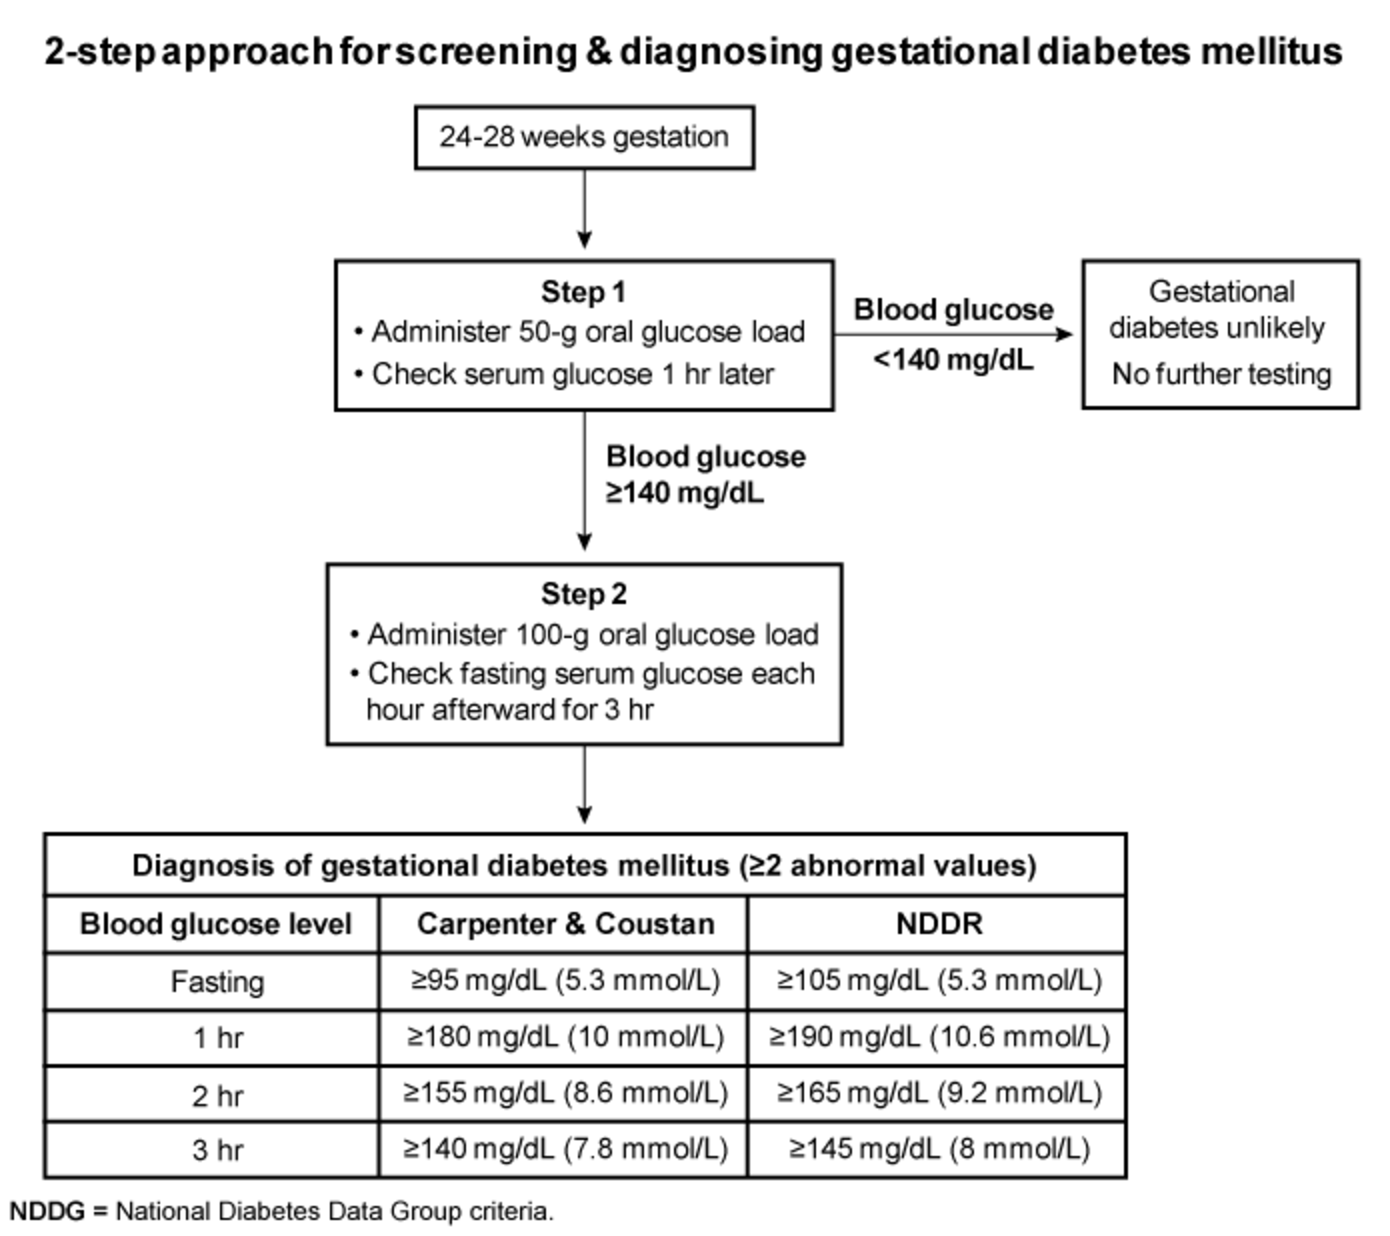 2-step approach for screening & diagnosing gestational diabetes mellitus
24-28 weeks gestation
Step 1
• Administer 50-g oral glucose load
• Check serum glucose 1 hr later
Blood glucose
<140 mg/dL
Gestational
diabetes unlikely
No further testing
Blood glucose
≥140 mg/dL
Step 2
• Administer 100-g oral glucose load
• Check fasting serum glucose each
hour afterward for 3 hr
Diagnosis of gestational diabetes mellitus (≥2 abnormal values)
Blood glucose level Carpenter & Coustan NDDR
Fasting ≥95 mg/dL (5.3 mmol/L) ≥105 mg/dL (5.3 mmol/L)
1 hr ≥180 mg/dL (10 mmol/L) ≥190 mg/dL (10.6 mmol/L)
2 hr ≥155 mg/dL (8.6 mmol/L) ≥165 mg/dL (9.2 mmol/L)
3 hr ≥140 mg/dL (7.8 mmol/L) ≥145 mg/dL (8 mmol/L)
NDDG = National Diabetes Data Group criteria.